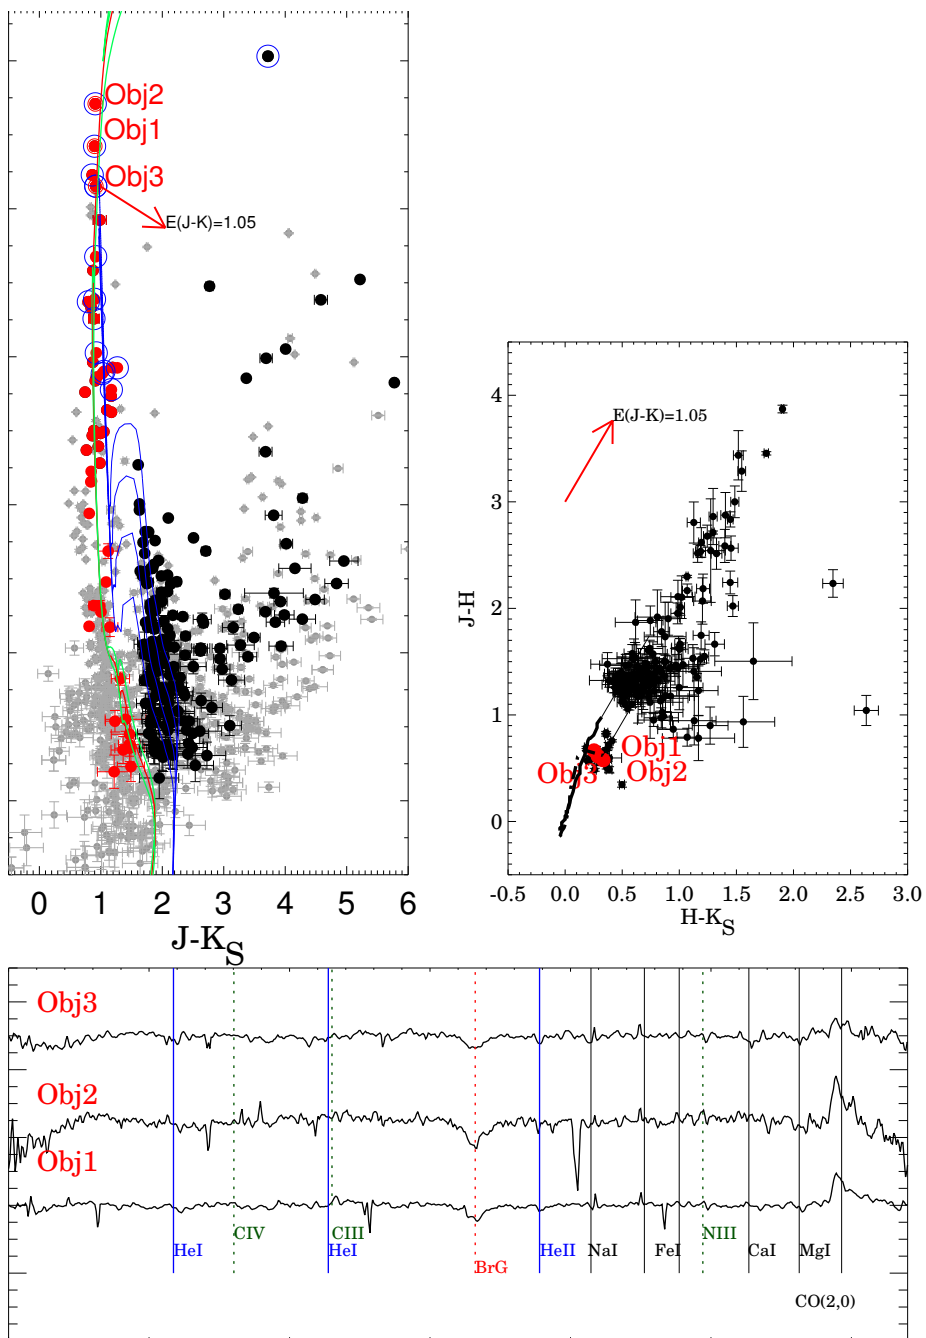 Obj2
Obj1
Obj3
E(J-K)=1.05
0 1 2 3 4 5 6
J-K_S
4
3
2
1
0
J-H
E(J-K)=1.05
Obj1
Obj3
Obj2
-0.5 0.0 0.5 1.0 1.5 2.0 2.5 3.0
H-K_S
Obj3
Obj2
Obj1
CIV CIII NIII
HeI HeI HeII NaI FeI CaI MgI
BrG
CO(2,0)